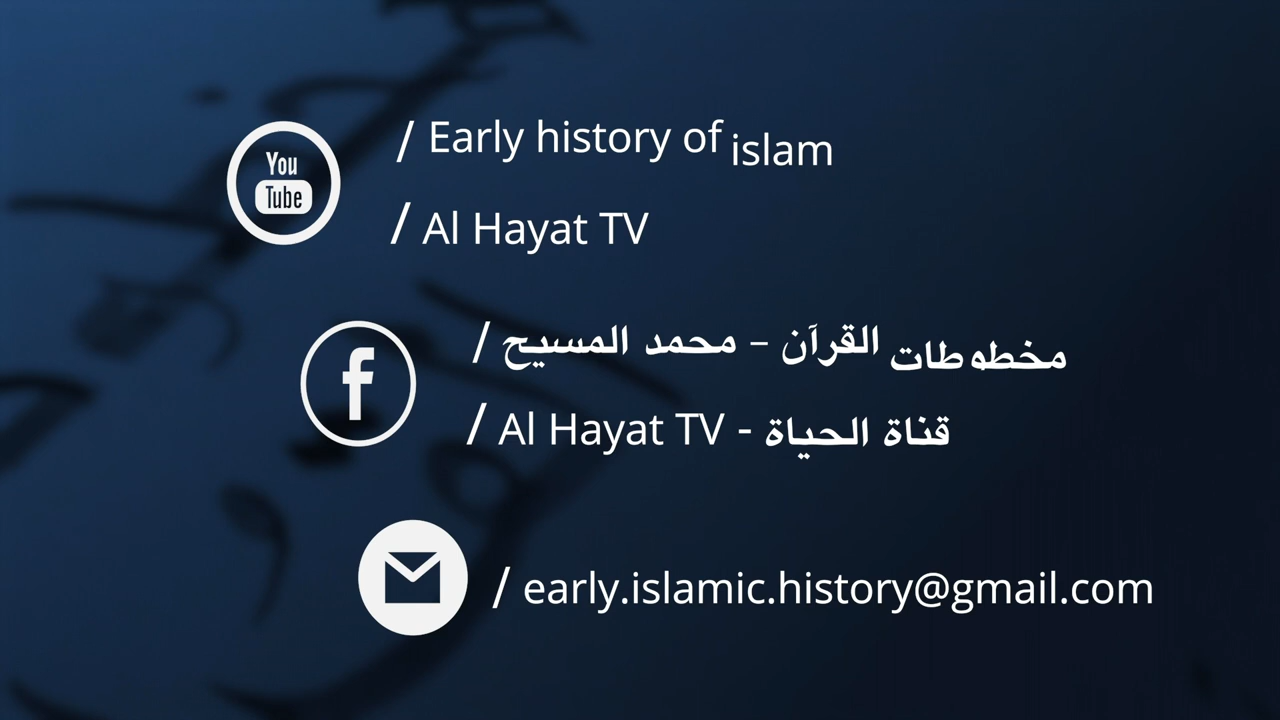 You
Tube
/ Early history of islam
/ Al Hayat TV
/ مخطوطات القرآن – محمد المسيح
/ Al Hayat TV - قناة الحياة
/ early.islamic.history@gmail.com